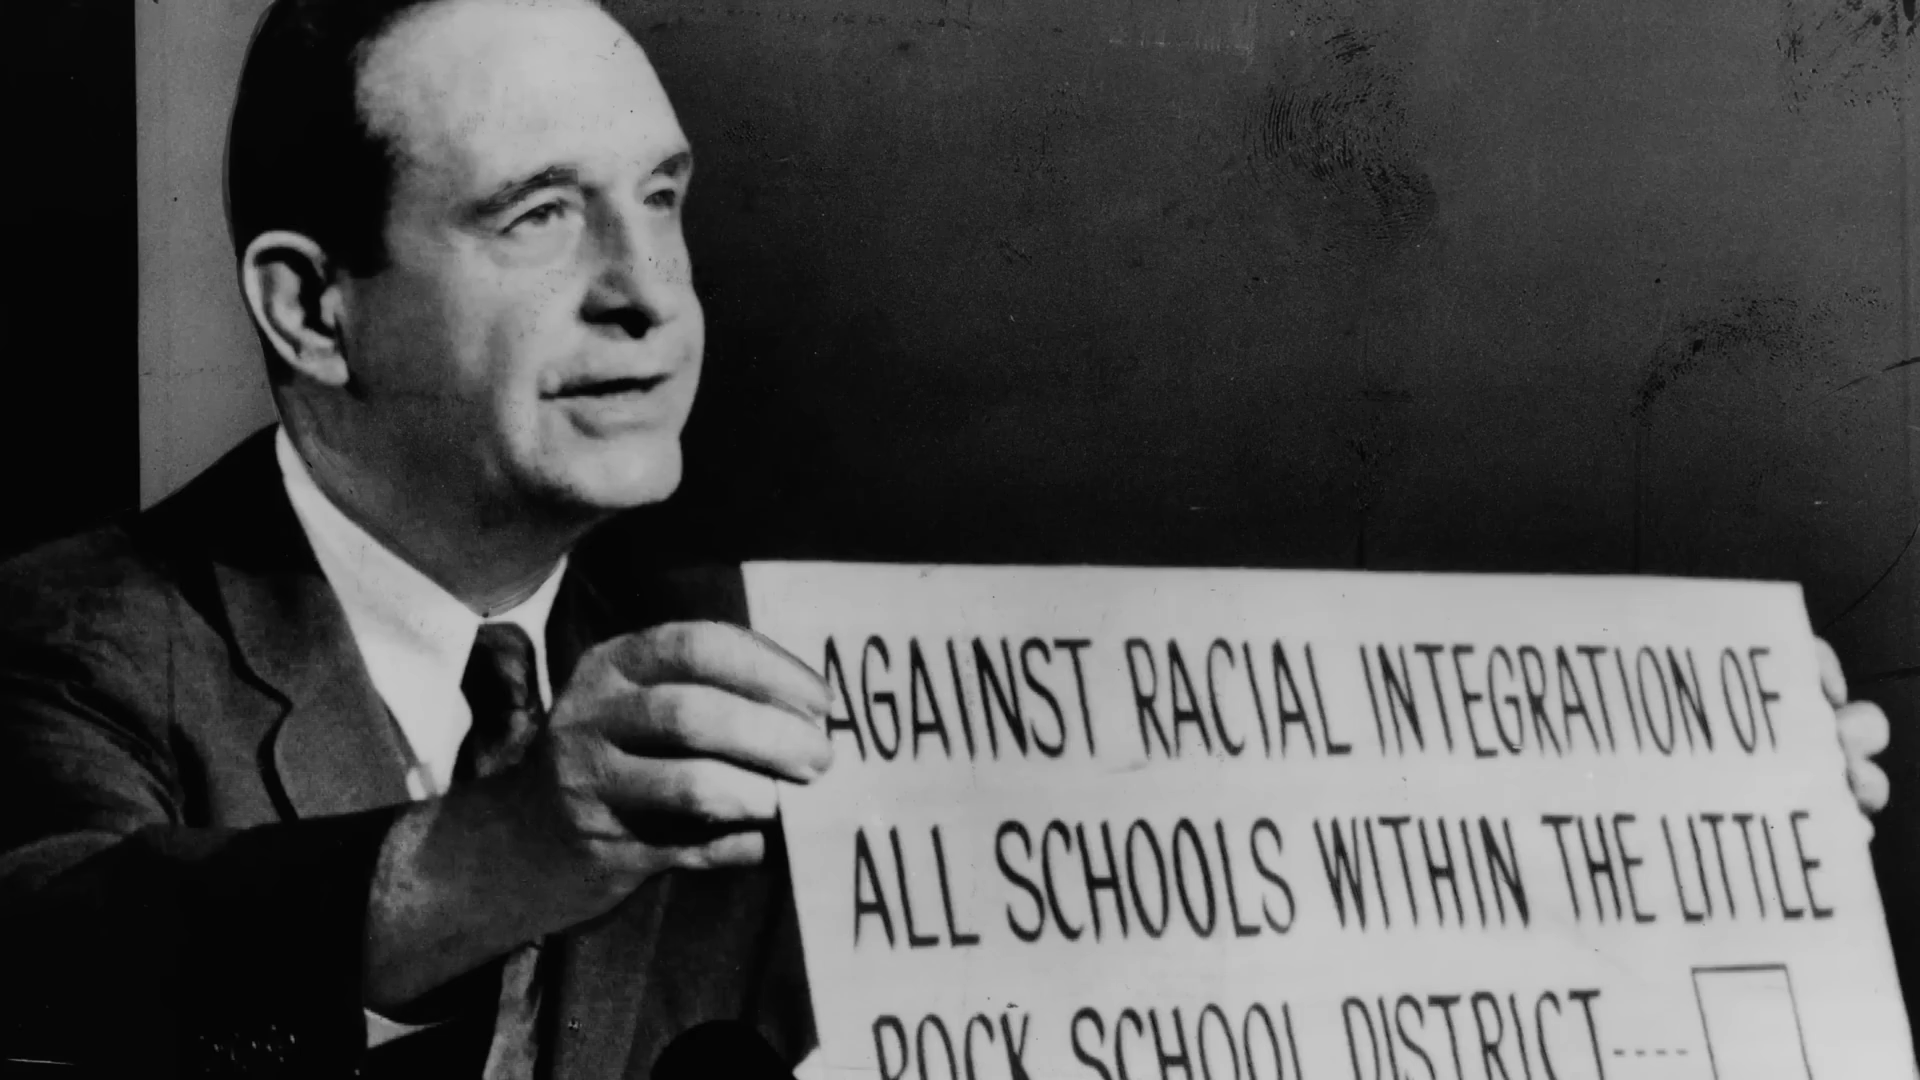 AGAINST RACIAL INTEGRATION OF
ALL SCHOOLS WITHIN THE LITTLE
ROCK SCHOOL DISTRICT----